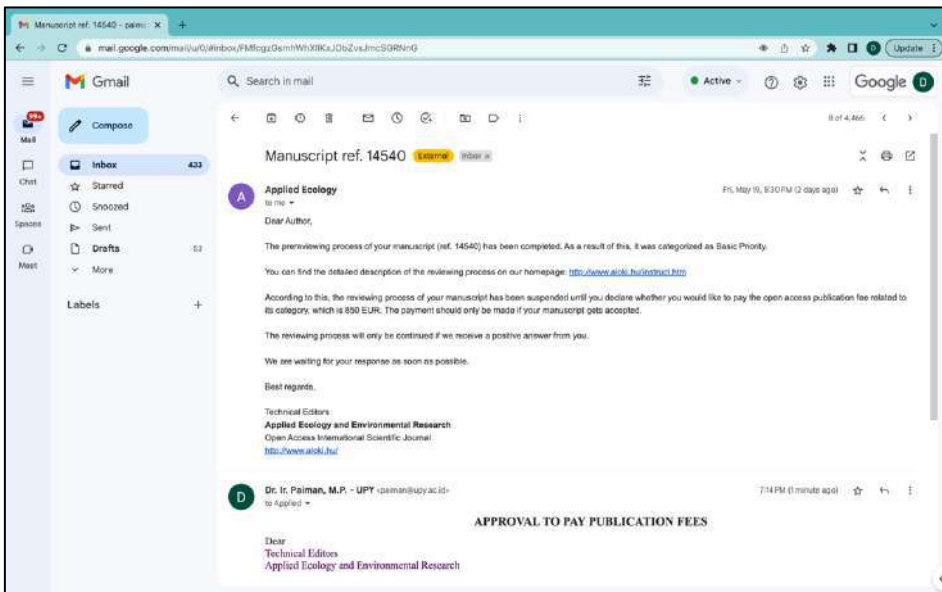 Manuscript ref. 14540 - paiman
mail.google.com/mail/u/0/#inbox/
Update
Gmail
Search in mail
Active
Google
D
99+
Mail
Chat
Spaces
Meet
Compose
Inbox 433
Starred
Snoozed
Sent
Drafts
More
Labels
8 of 4,466
Manuscript ref. 14540 External Inbox x
A
Applied Ecology Fri, May 19, 8:30 PM (2 days ago)
to me
Dear Author,
The prereviewing process of your manuscript (ref. 14540) has been completed. As a result of this, it was categorized as Basic Priority.
You can find the detailed description of the reviewing process on our homepage: http://www.aloki.hu/instruct.htm
According to this, the reviewing process of your manuscript has been suspended until you declare whether you would like to pay the open access publication fee related to
its category, which is 850 EUR. The payment should only be made if your manuscript gets accepted.
The reviewing process will only be continued if we receive a positive answer from you.
We are waiting for your response as soon as possible.
Best regards,
Technical Editors
Applied Ecology and Environmental Research
Open Access International Scientific Journal
http://www.aloki.hu/
D
Dr. Ir. Paiman, M.P. - UPY <paiman@upy.ac.id> 7:14 PM (1 minute ago)
to Applied
APPROVAL TO PAY PUBLICATION FEES
Dear
Technical Editors
Applied Ecology and Environmental Research